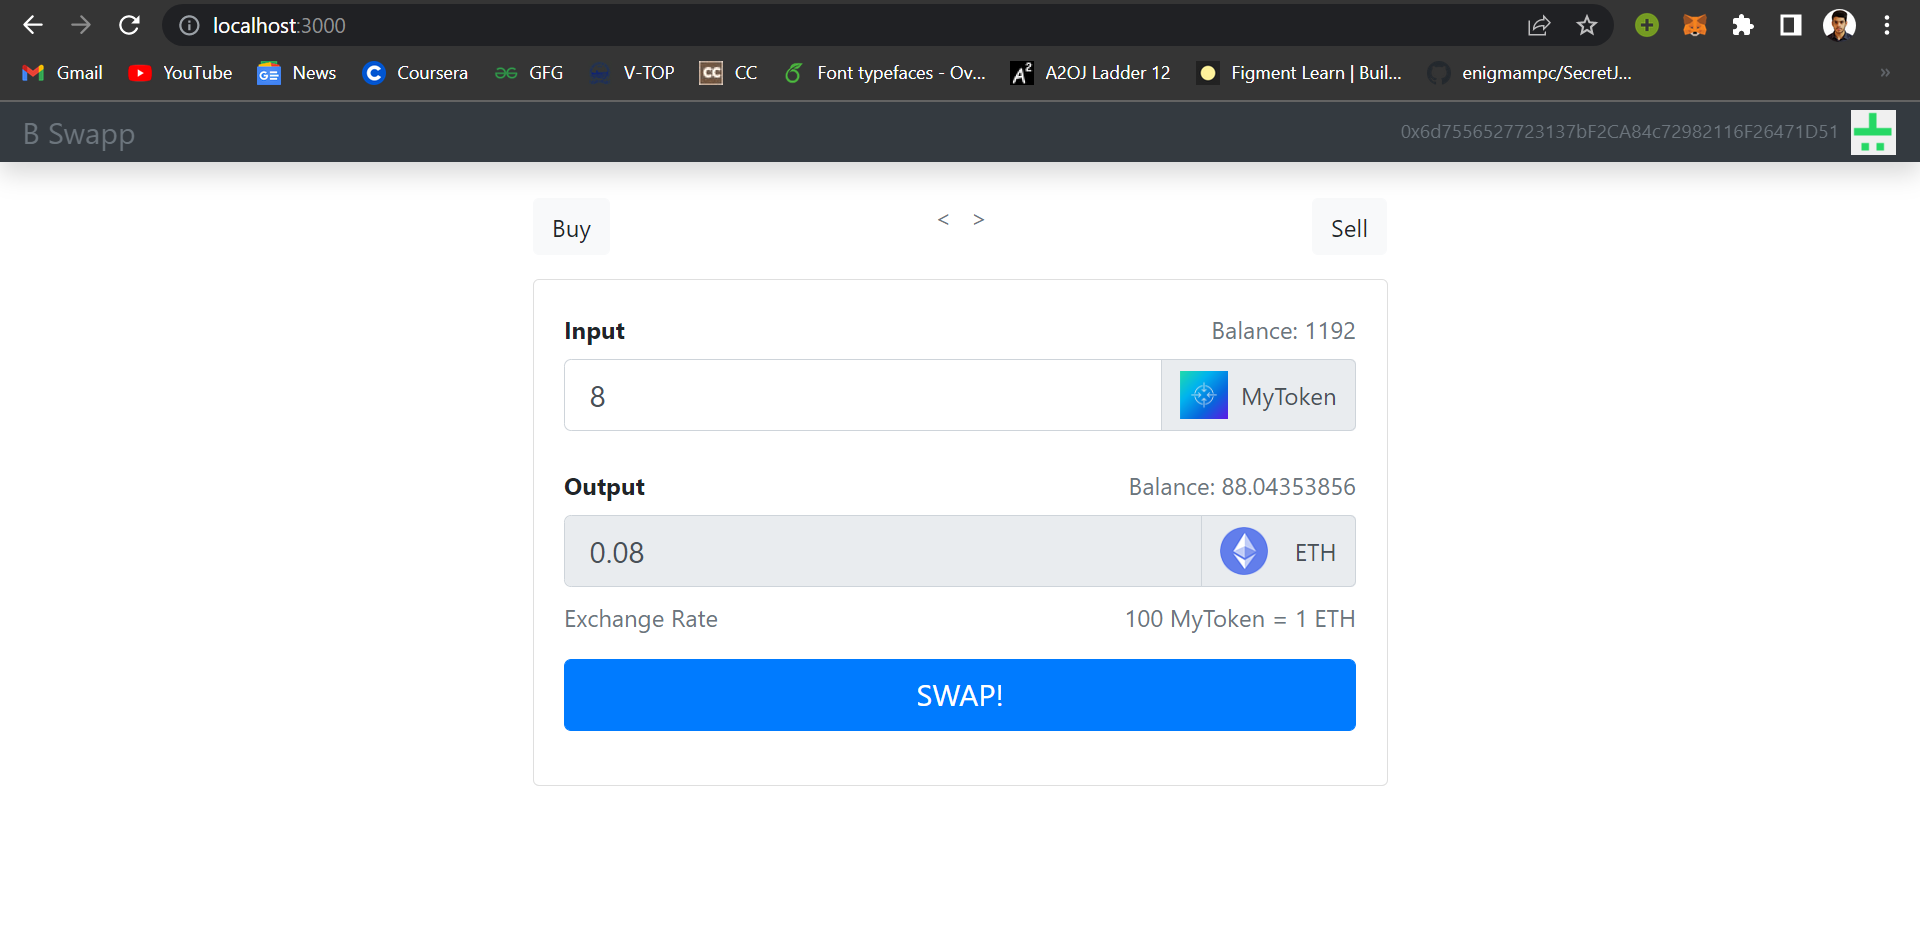 localhost:3000
Gmail YouTube News Coursera GFG V-TOP CC Font typefaces - Ov... A2OJ Ladder 12 Figment Learn | Buil... enigmampc/SecretJ... »
B Swapp 0x6d7556527723137bF2CA84c72982116F26471D51
Buy < > Sell
Input Balance: 1192
8 MyToken
Output Balance: 88.04353856
0.08 ETH
Exchange Rate 100 MyToken = 1 ETH
SWAP!